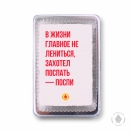 В ЖИЗНИ
ГЛАВНОЕ НЕ
ЛЕНИТЬСЯ,
ЗАХОТЕЛ
ПОСПАТЬ
— ПОСПИ